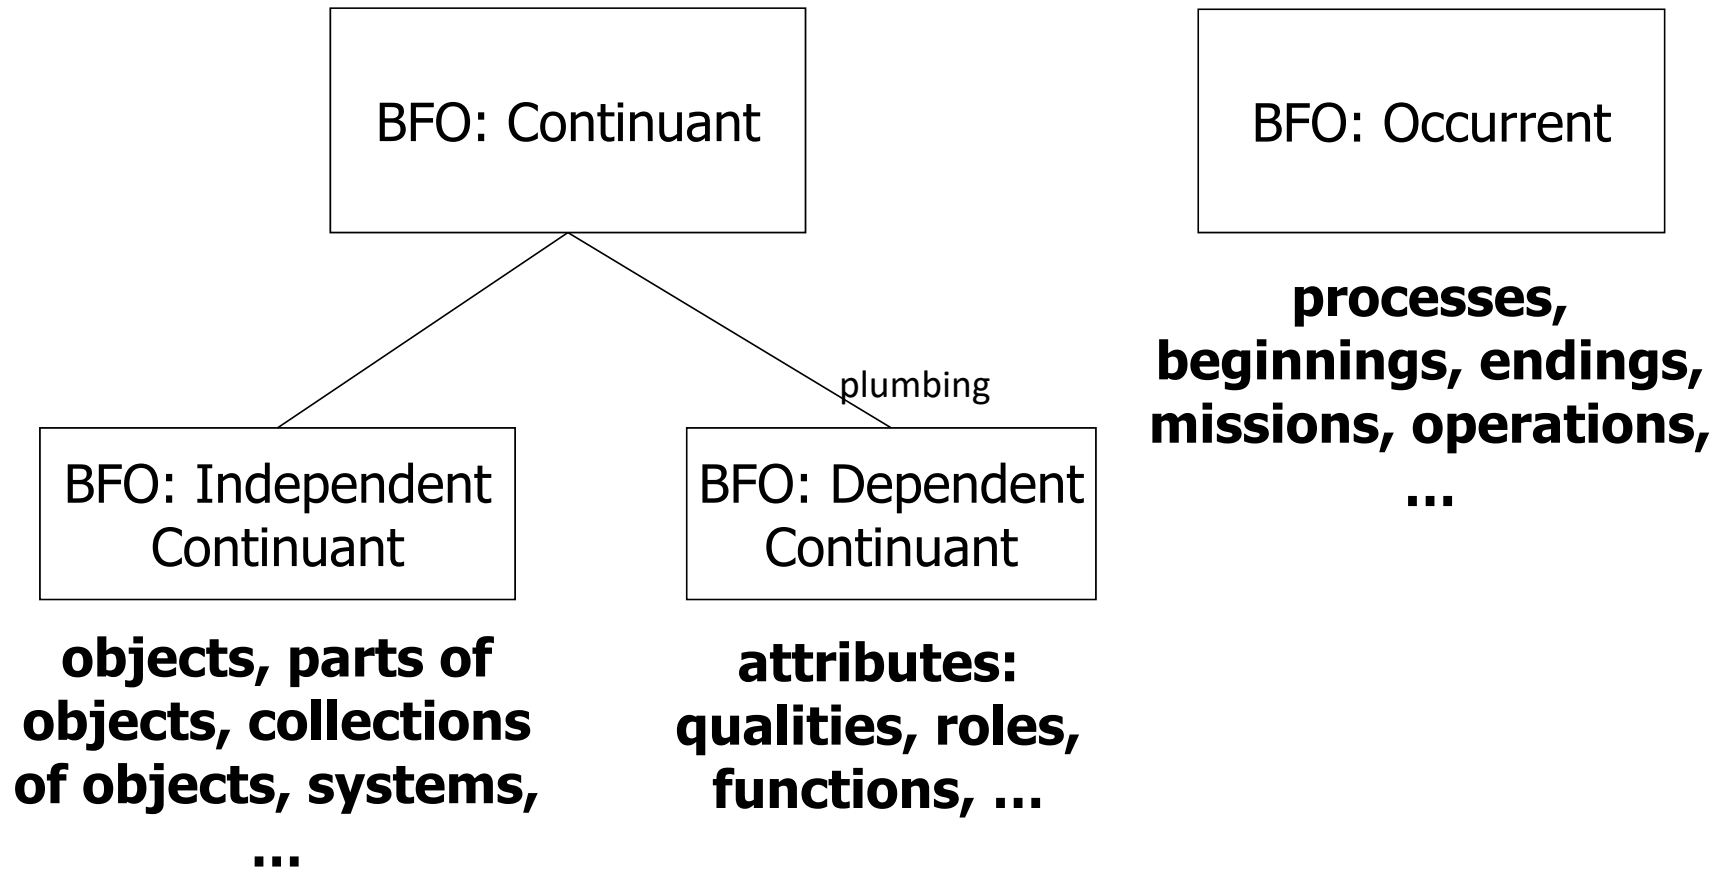 BFO: Continuant
BFO: Occurrent
processes,
beginnings, endings,
missions, operations,
...
plumbing
BFO: Independent
Continuant
BFO: Dependent
Continuant
objects, parts of
objects, collections
of objects, systems,
...
attributes:
qualities, roles,
functions, ...